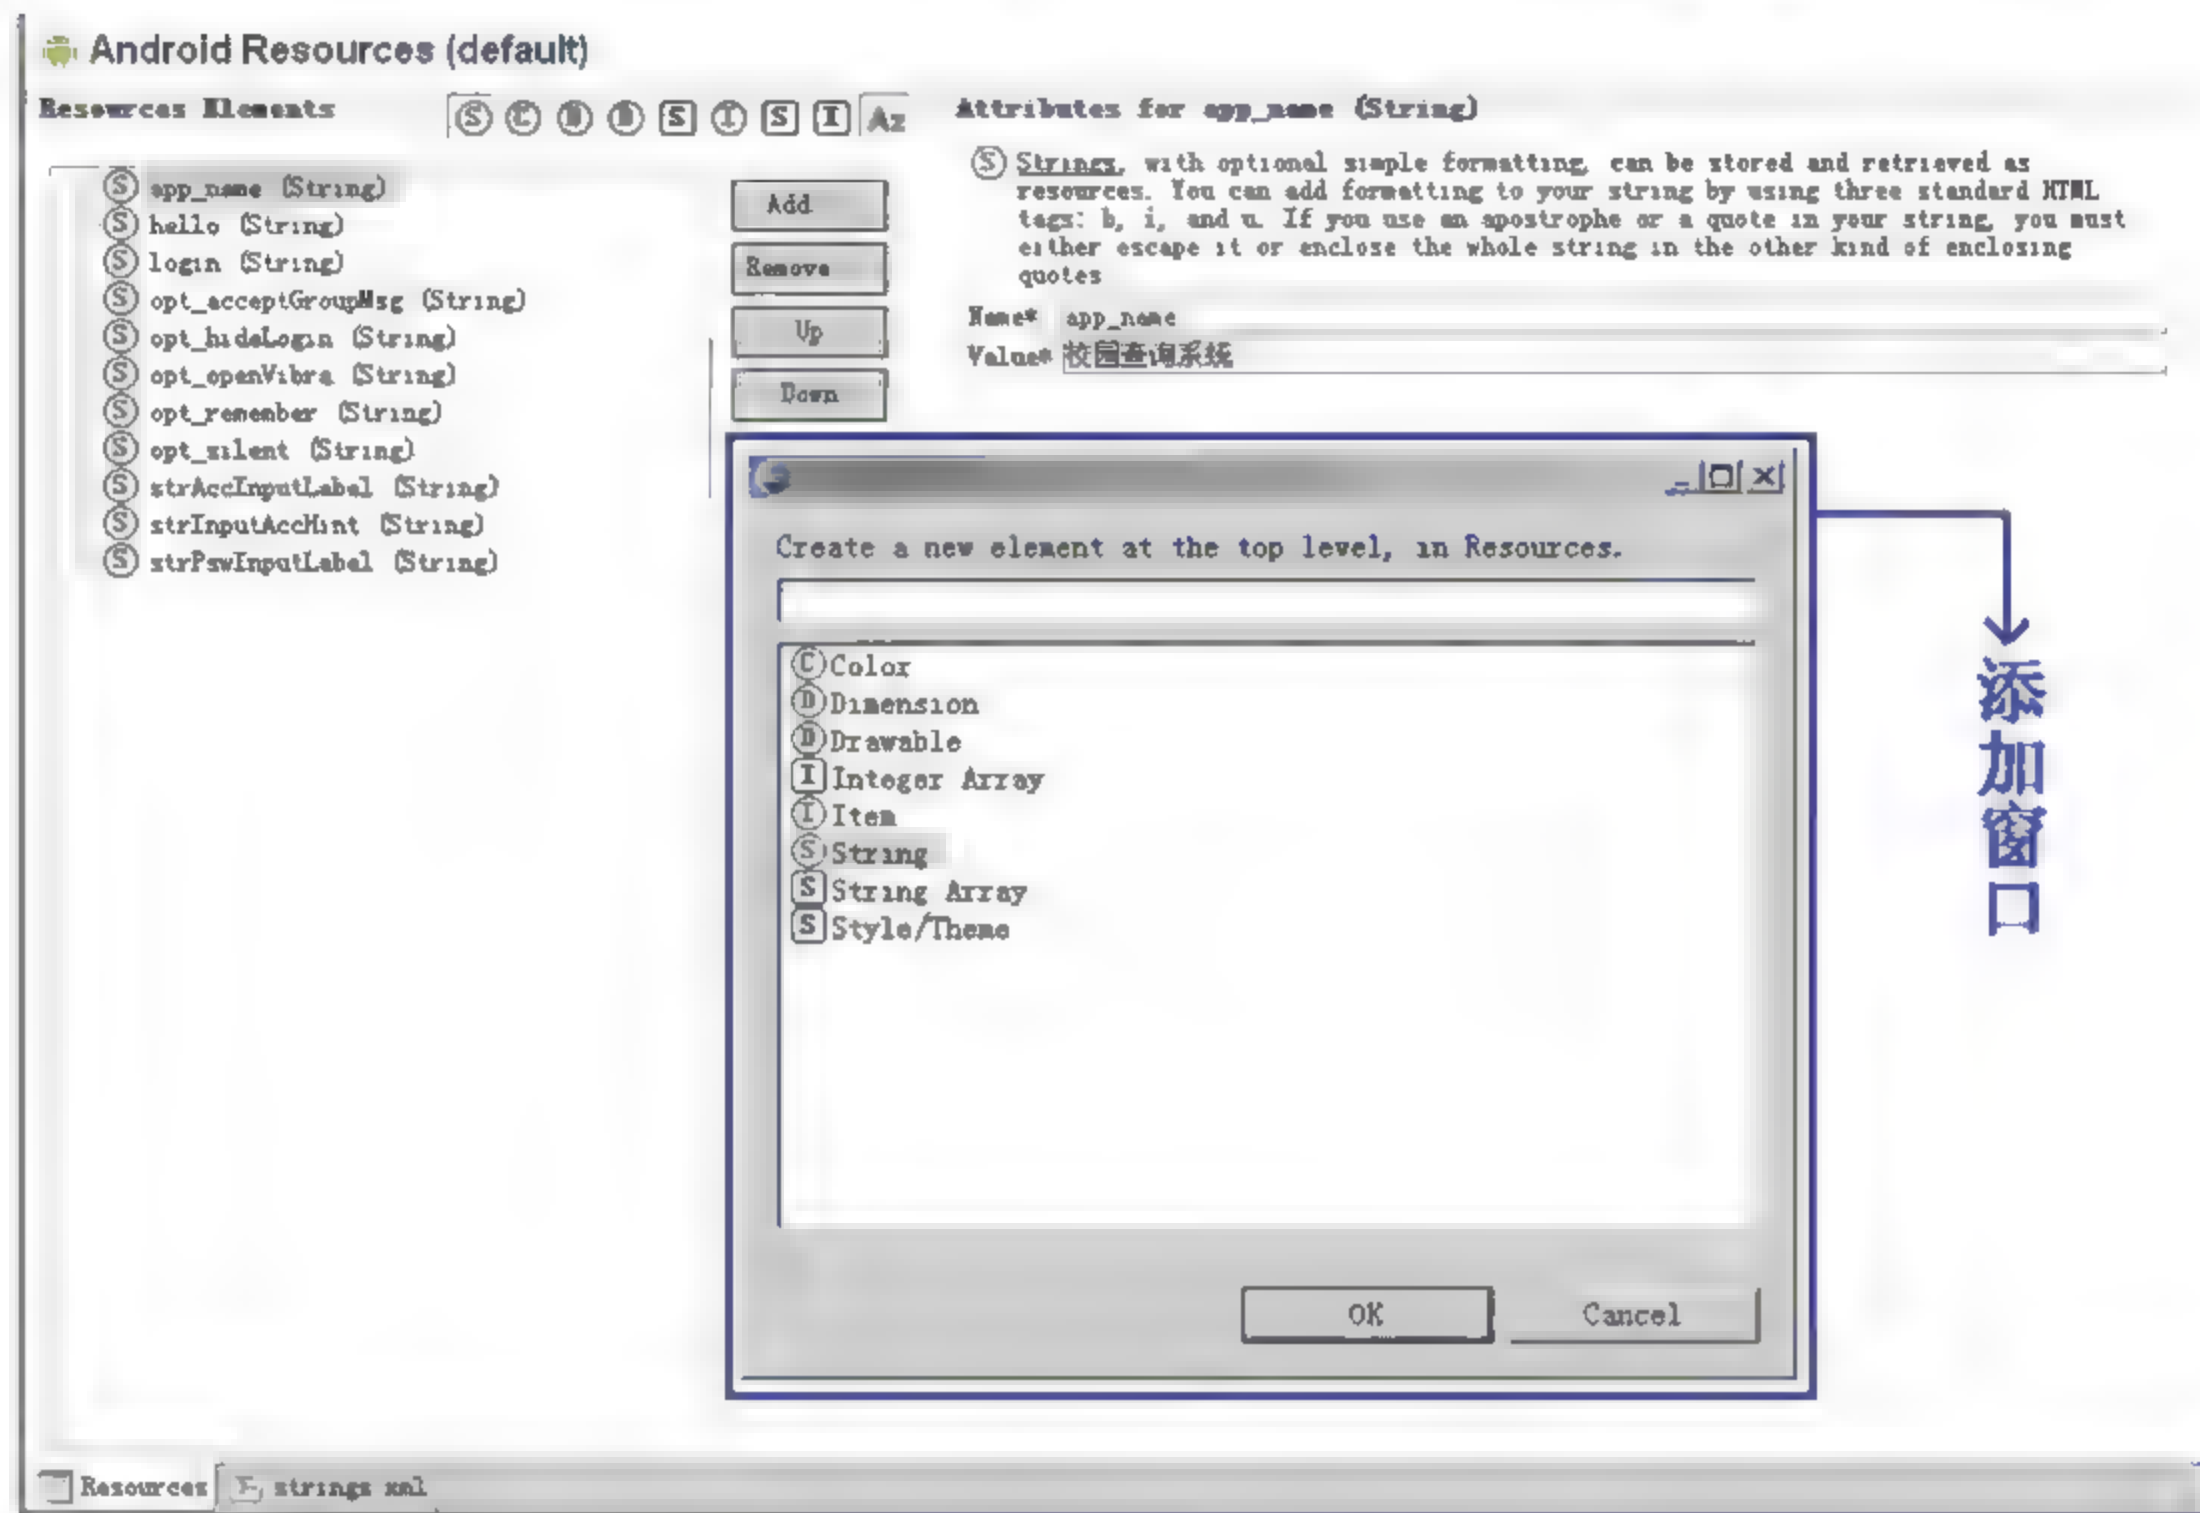 Android Resources (default)
Resources Elements
S C D D S I S I Az
app_name (String)
hello (String)
login (String)
opt_acceptGroupMsg (String)
opt_hideLogin (String)
opt_openVibra (String)
opt_remember (String)
opt_silent (String)
strAccInputLabel (String)
strInputAccHint (String)
strPswInputLabel (String)
Add
Remove
Up
Down
Attributes for app_name (String)
Strings, with optional simple formatting, can be stored and retrieved as
resources. You can add formatting to your string by using three standard HTML
tags: b, i, and u. If you use an apostrophe or a quote in your string, you must
either escape it or enclose the whole string in the other kind of enclosing
quotes
Name* app_name
Value* 校园查询系统
Create a new element at the top level, in Resources.
C Color
D Dimension
D Drawable
I Integer Array
I Item
S String
S String Array
S Style/Theme
OK
Cancel
添加窗口
Resources
strings xml